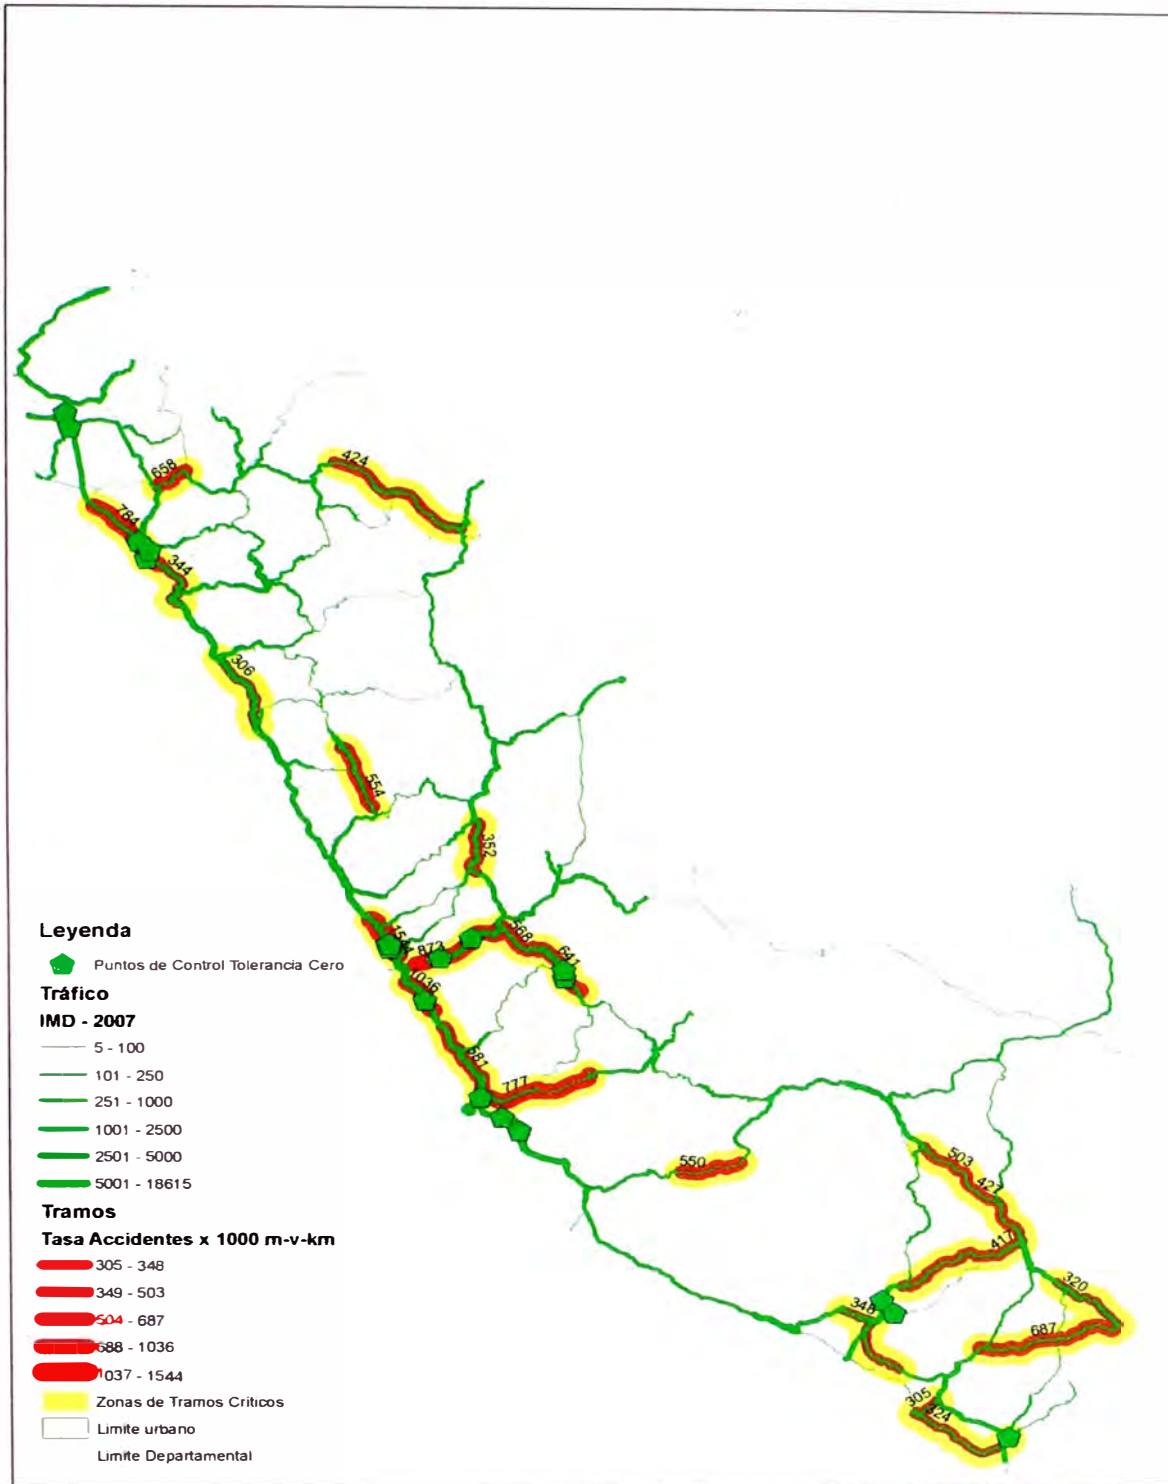 424
658
784
344
306
554
352
1544
873
568
641
1036
681
777
550
503
427
417
320
348
687
305
324
Leyenda
Puntos de Control Tolerancia Cero
Tráfico
IMD - 2007
5 - 100
101 - 250
251 - 1000
1001 - 2500
2501 - 5000
5001 - 18615
Tramos
Tasa Accidentes x 1000 m-v-km
305 - 348
349 - 503
504 - 687
688 - 1036
1037 - 1544
Zonas de Tramos Criticos
Limite urbano
Limite Departamental